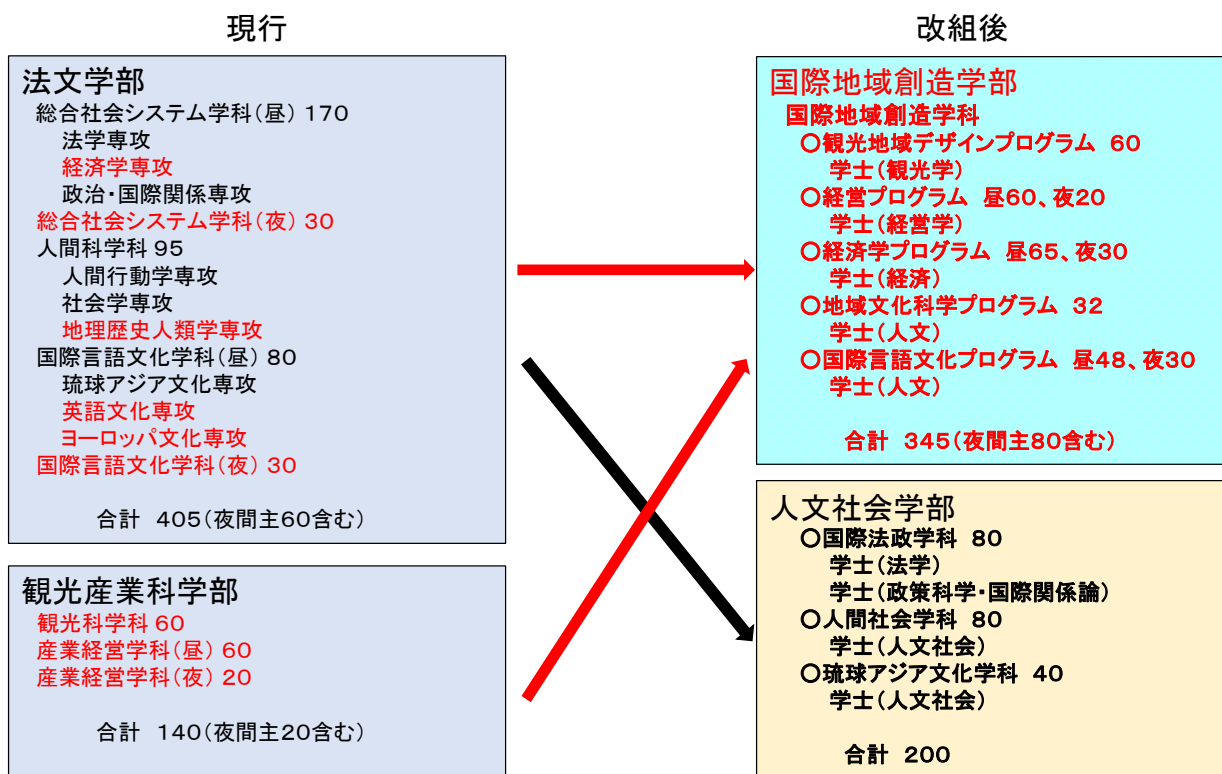 現行
法文学部
総合社会システム学科(昼) 170
法学専攻
経済学専攻
政治・国際関係専攻
総合社会システム学科(夜) 30
人間科学科 95
人間行動学専攻
社会学専攻
地理歴史人類学専攻
国際言語文化学科(昼) 80
琉球アジア文化専攻
英語文化専攻
ヨーロッパ文化専攻
国際言語文化学科(夜) 30
合計 405(夜間主60含む)
観光産業科学部
観光科学科 60
産業経営学科(昼) 60
産業経営学科(夜) 20
合計 140(夜間主20含む)
改組後
国際地域創造学部
国際地域創造学科
○観光地域デザインプログラム 60
学士(観光学)
○経営プログラム 昼60、夜20
学士(経営学)
○経済学プログラム 昼65、夜30
学士(経済)
○地域文化科学プログラム 32
学士(人文)
○国際言語文化プログラム 昼48、夜30
学士(人文)
合計 345(夜間主80含む)
人文社会学部
○国際法政学科 80
学士(法学)
学士(政策科学・国際関係論)
○人間社会学科 80
学士(人文社会)
○琉球アジア文化学科 40
学士(人文社会)
合計 200